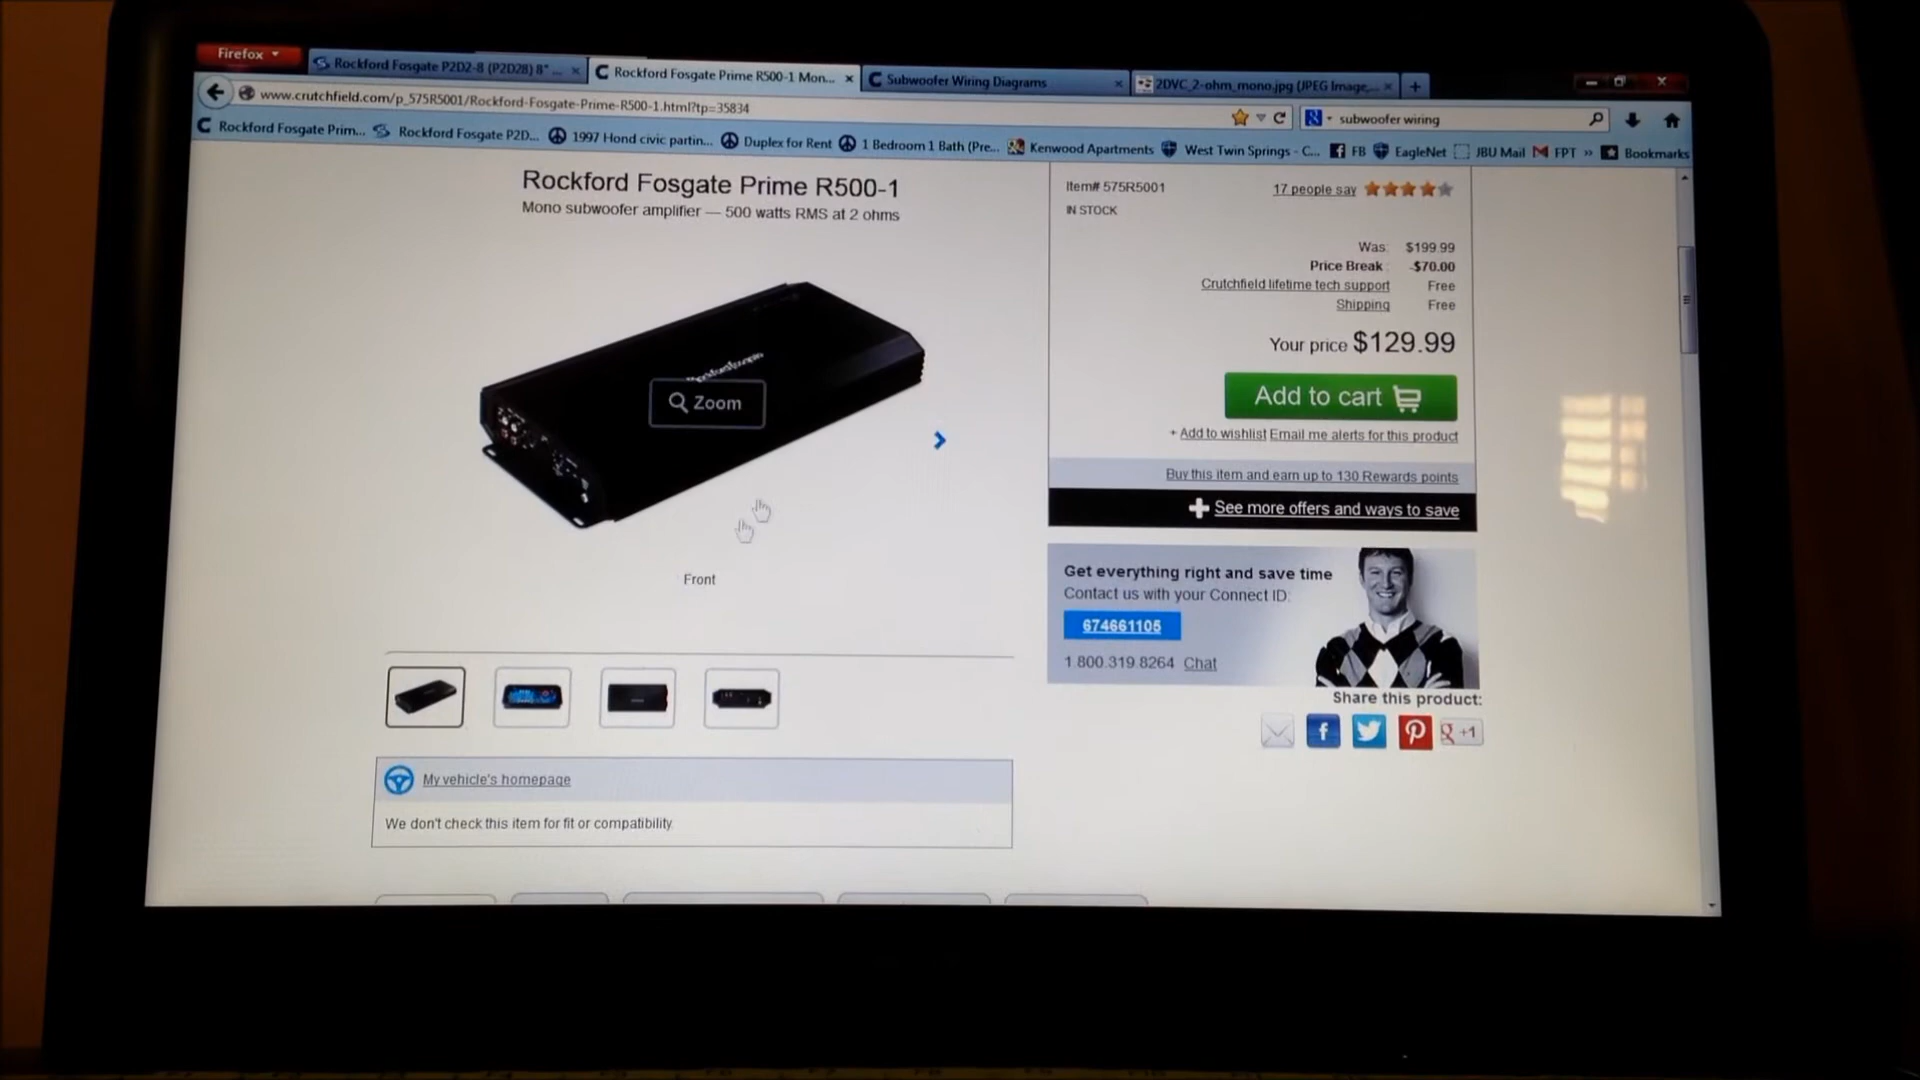 Firefox
Rockford Fosgate P2D2-8 (P2D28) 8" ...
Rockford Fosgate Prime R500-1 Mon...
Subwoofer Wiring Diagrams
2DVC_2-ohm_mono.jpg (JPEG Image,...
www.crutchfield.com/p_575R5001/Rockford-Fosgate-Prime-R500-1.html?tp=35834
subwoofer wiring
Rockford Fosgate Prim...
Rockford Fosgate P2D...
1997 Hond civic partin...
Duplex for Rent
1 Bedroom 1 Bath (Pre...
Kenwood Apartments
West Twin Springs - C...
FB
EagleNet
JBU Mail
FPT
»
Bookmarks
Rockford Fosgate Prime R500-1
Mono subwoofer amplifier — 500 watts RMS at 2 ohms
Zoom
Front
My vehicle's homepage
We don't check this item for fit or compatibility.
Item# 575R5001
17 people say
IN STOCK
Was: $199.99
Price Break: -$70.00
Crutchfield lifetime tech support Free
Shipping Free
Your price $129.99
Add to cart
+ Add to wishlist Email me alerts for this product
Buy this item and earn up to 130 Rewards points
See more offers and ways to save
Get everything right and save time
Contact us with your Connect ID:
674661105
1.800.319.8264 Chat
Share this product:
f
g +1